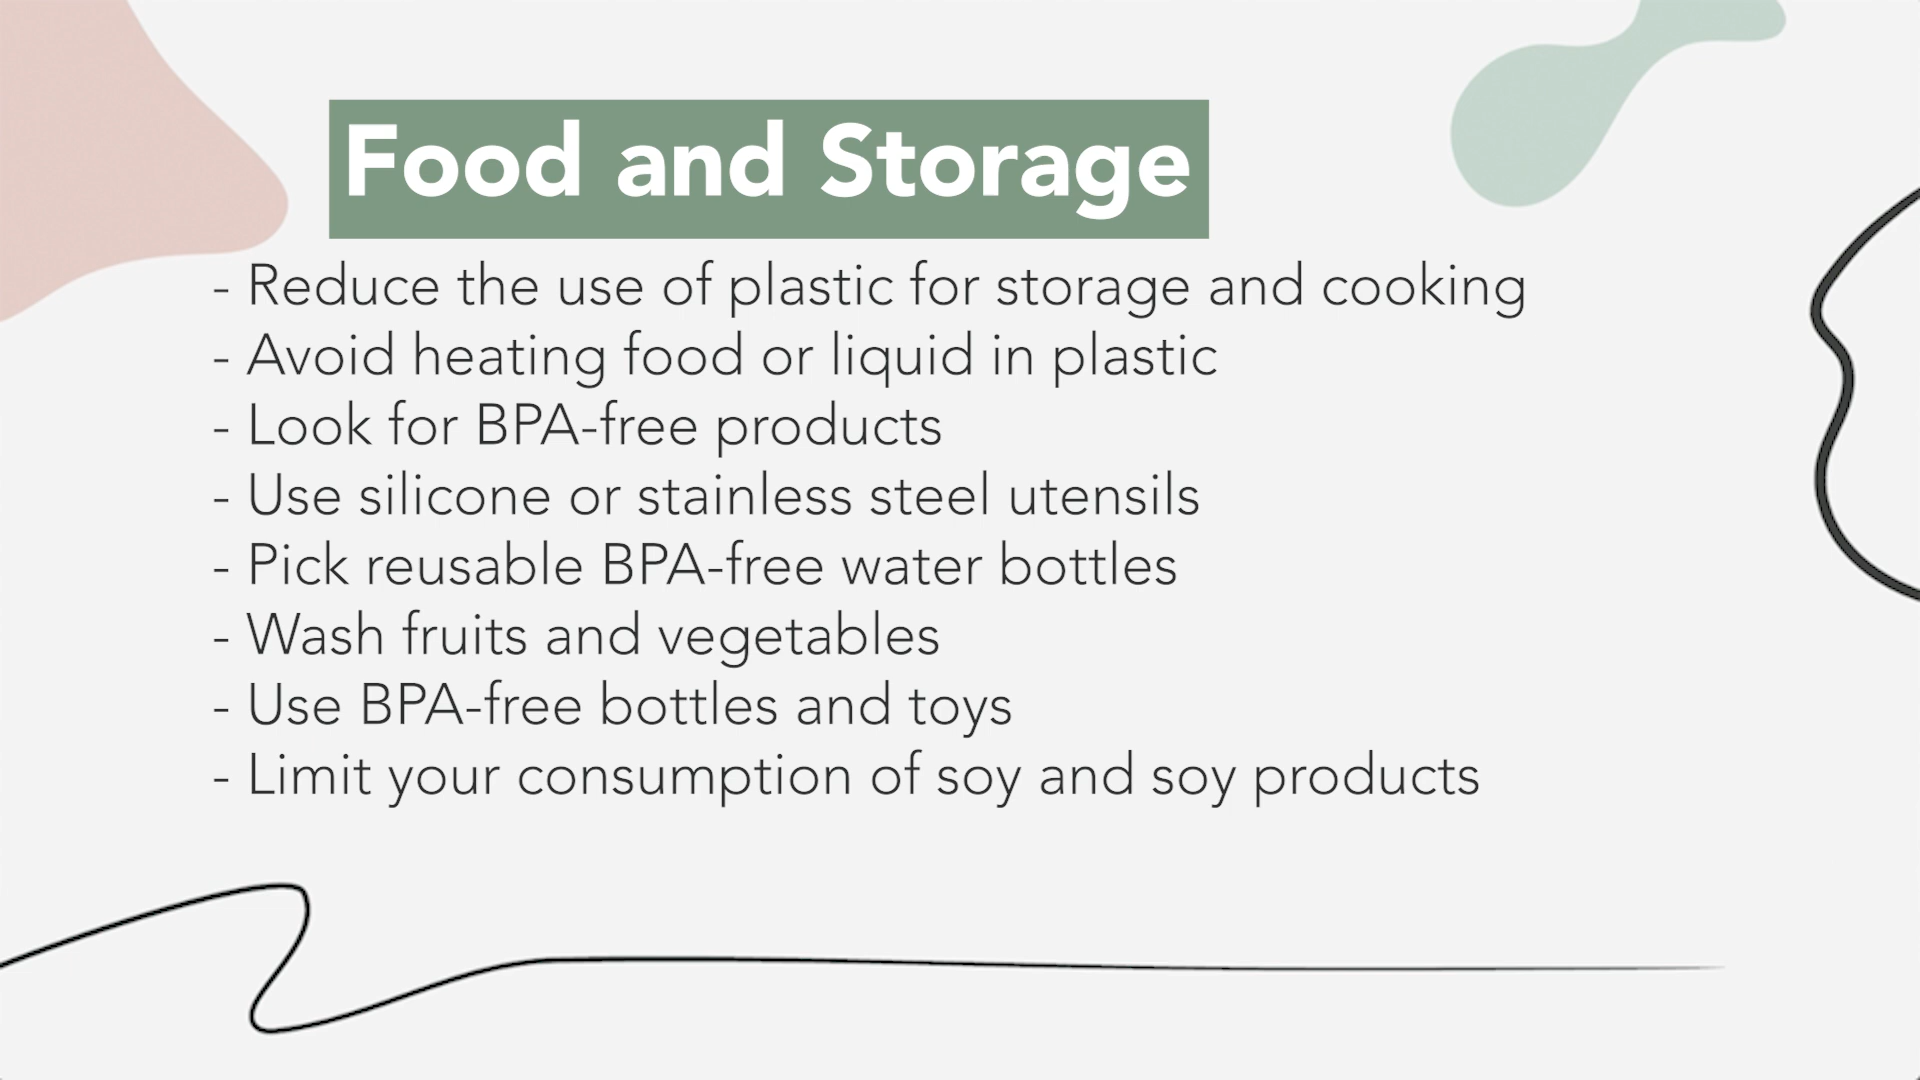 Food and Storage
- Reduce the use of plastic for storage and cooking
- Avoid heating food or liquid in plastic
- Look for BPA-free products
- Use silicone or stainless steel utensils
- Pick reusable BPA-free water bottles
- Wash fruits and vegetables
- Use BPA-free bottles and toys
- Limit your consumption of soy and soy products